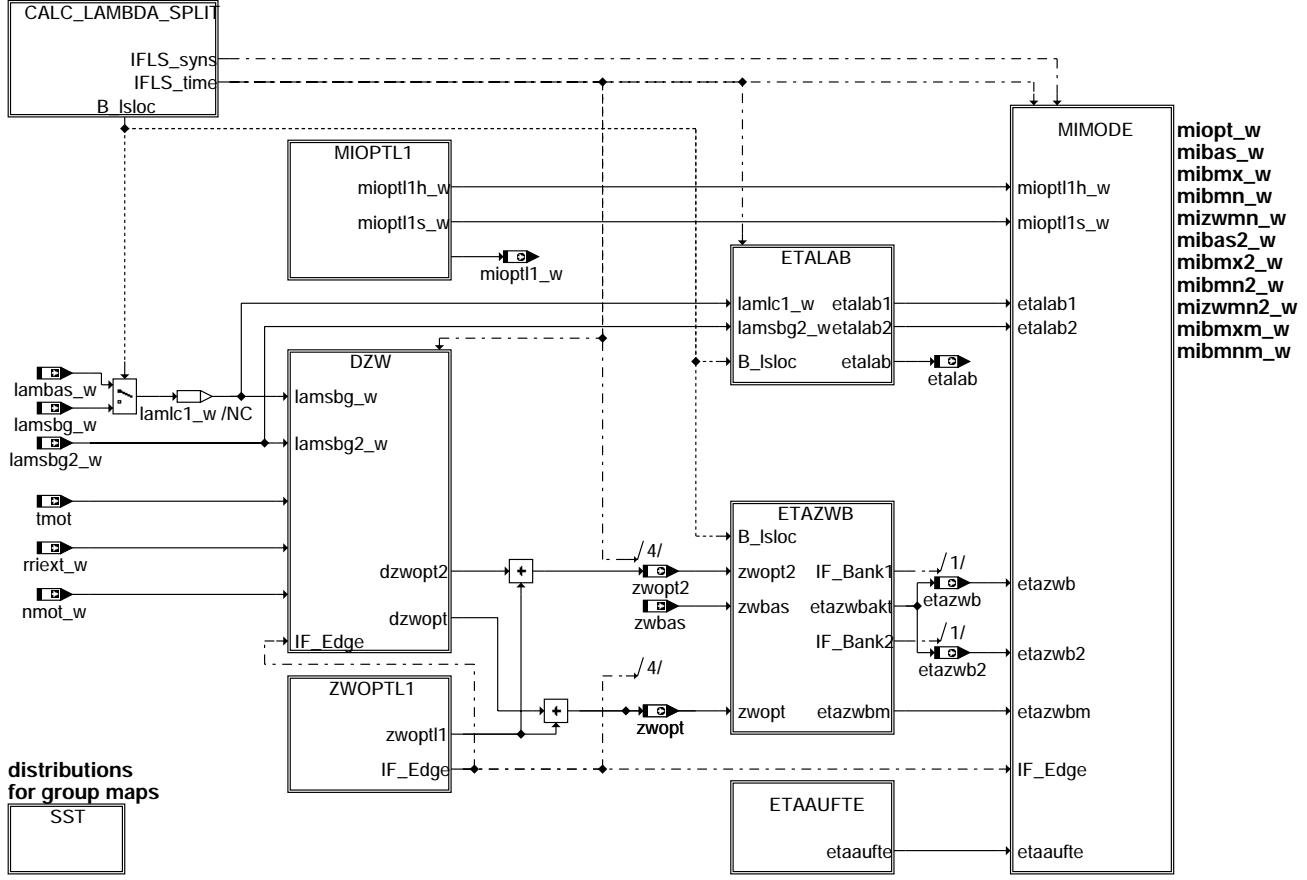 CALC_LAMBDA_SPLIT
IFLS_syns
IFLS_time
B_lsloc
MIOPTL1
mioptl1h_w
mioptl1s_w
mioptl1_w
MIMODE
mioptl1h_w
mioptl1s_w
etalab1
etalab2
etazwb
etazwb2
etazwbm
IF_Edge
etaaufte
miopt_w
mibas_w
mibmx_w
mibmn_w
mizwmn_w
mibas2_w
mibmx2_w
mibmn2_w
mizwmn2_w
mibmxm_w
mibmnm_w
ETALAB
lamlc1_w etalab1
lamsbg2_w etalab2
B_lsloc etalab
etalab
lambas_w
lamsbg_w
lamsbg2_w
lamlc1_w /NC
tmot
rriext_w
nmot_w
DZW
lamsbg_w
lamsbg2_w
dzwopt2
dzwopt
IF_Edge
+
+
/4/
zwopt2
zwbas
/4/
zwopt
ETAZWB
B_lsloc
zwopt2 IF_Bank1
zwbas etazwbakt
IF_Bank2
zwopt etazwbm
/1/
etazwb
/1/
etazwb2
ZWOPTL1
zwoptl1
IF_Edge
ETAAUFTE
etaaufte
distributions
for group maps
SST